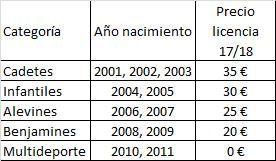 Categoría Año nacimiento Precio licencia 17/18
Cadetes 2001, 2002, 2003 35 €
Infantiles 2004, 2005 30 €
Alevines 2006, 2007 25 €
Benjamines 2008, 2009 20 €
Multideporte 2010, 2011 0 €